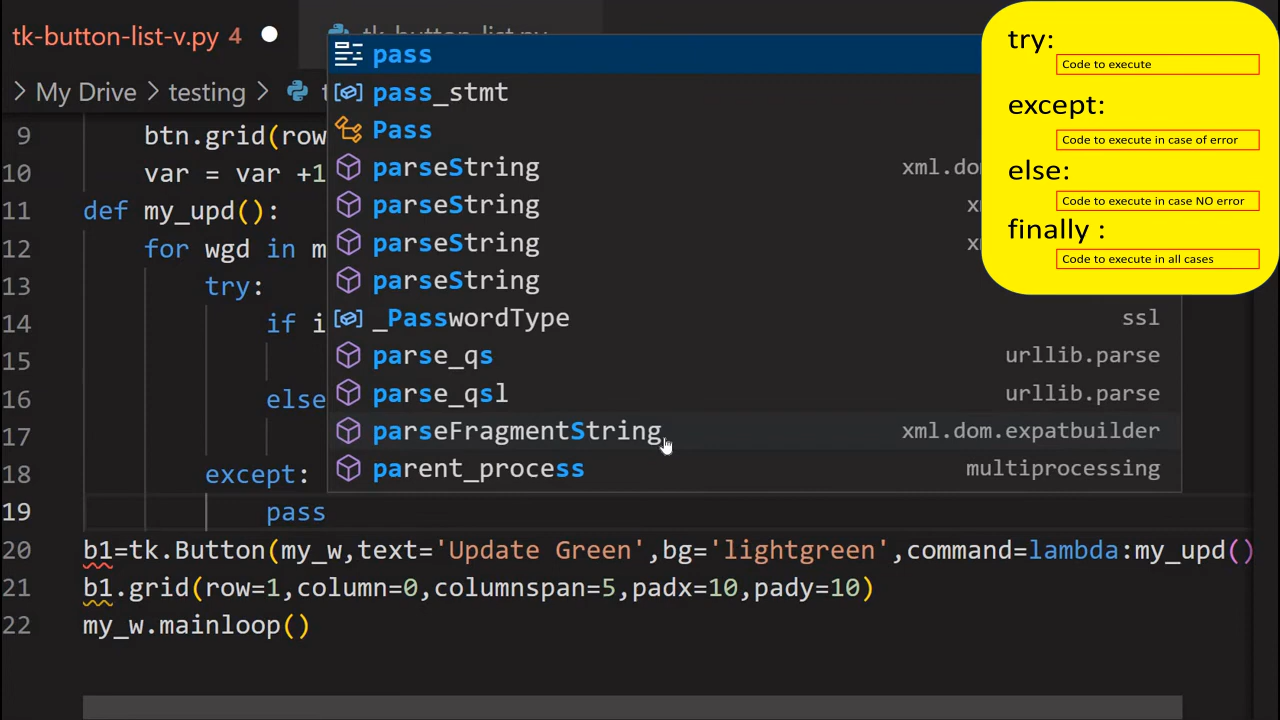 tk-button-list-v.py 4
tk-button-list.py
> My Drive > testing >
9 btn.grid(row
10 var = var +1
11 def my_upd():
12 for wgd in m
13 try:
14 if i
15
16 else
17
18 except:
19 pass
20 b1=tk.Button(my_w,text='Update Green',bg='lightgreen',command=lambda:my_upd()
21 b1.grid(row=1,column=0,columnspan=5,padx=10,pady=10)
22 my_w.mainloop()
pass
pass_stmt
Pass
parseString xml.do
parseString x
parseString x
parseString
_PasswordType ssl
parse_qs urllib.parse
parse_qsl urllib.parse
parseFragmentString xml.dom.expatbuilder
parent_process multiprocessing
try:
Code to execute
except:
Code to execute in case of error
else:
Code to execute in case NO error
finally :
Code to execute in all cases